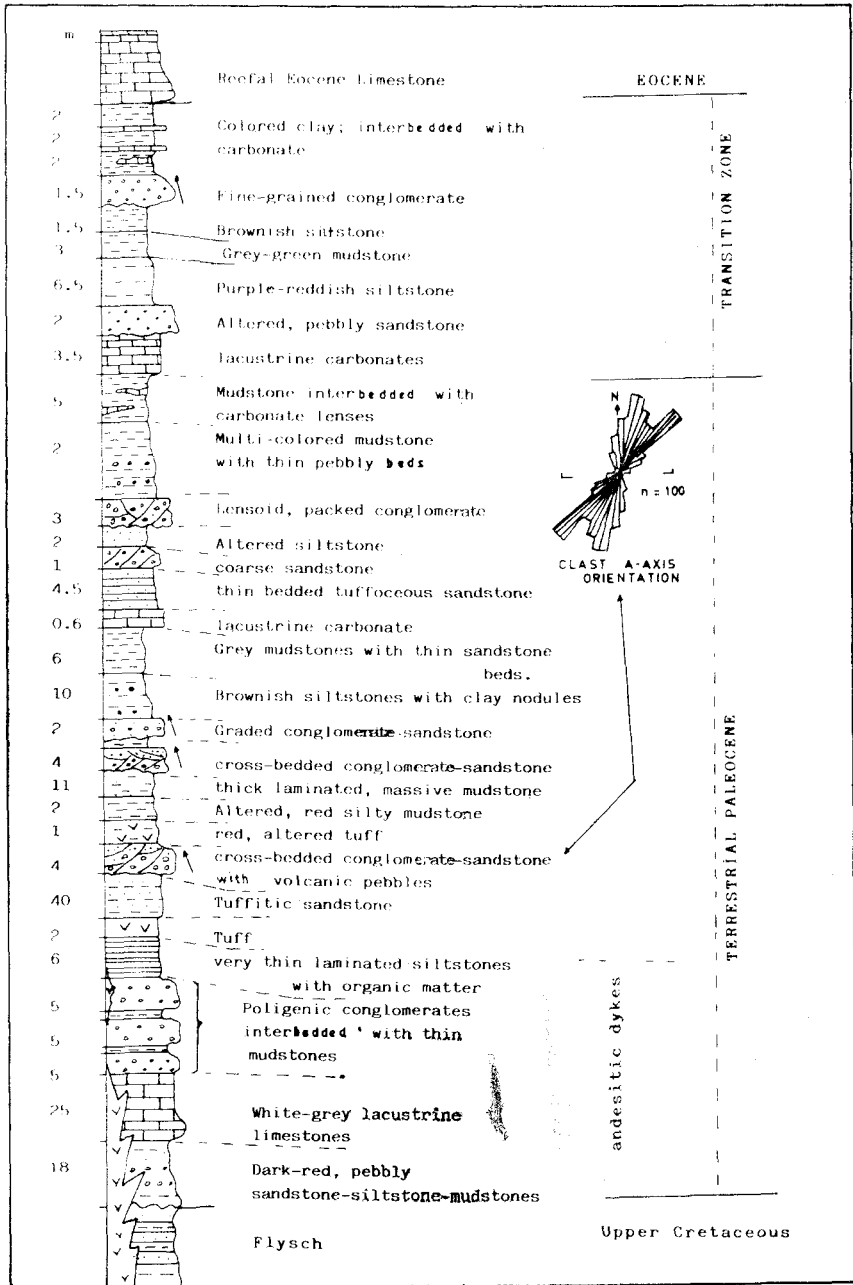 m
Reefal Eocene Limestone
EOCENE
2
Colored clay; interbedded with
2
carbonate
2
1.5
Fine-grained conglomerate
1.5
Brownish siltstone
3
Grey-green mudstone
6.5
Purple-reddish siltstone
2
Altered, pebbly sandstone
3.5
lacustrine carbonates
TRANSITION ZONE
5
Mudstone interbedded with
carbonate lenses
2
Multi-colored mudstone
with thin pebbly beds
3
Lensoid, packed conglomerate
2
Altered siltstone
1
coarse sandstone
4.5
thin bedded tuffoceous sandstone
0.6
lacustrine carbonate
6
Grey mudstones with thin sandstone
beds.
10
Brownish siltstones with clay nodules
2
Graded conglomerate-sandstone
4
cross-bedded conglomerate-sandstone
11
thick laminated, massive mudstone
2
Altered, red silty mudstone
1
red, altered tuff
4
cross-bedded conglomerate-sandstone
with volcanic pebbles
40
Tuffitic sandstone
2
Tuff
6
very thin laminated siltstones
with organic matter
5
Poligenic conglomerates
5
interbedded ' with thin
mudstones
5
25
White-grey lacustrine
limestones
18
Dark-red, pebbly
sandstone-siltstone-mudstones
Flysch
N
n = 100
CLAST A-AXIS
ORIENTATION
TERRESTRIAL PALEOCENE
andesitic dykes
Upper Cretaceous